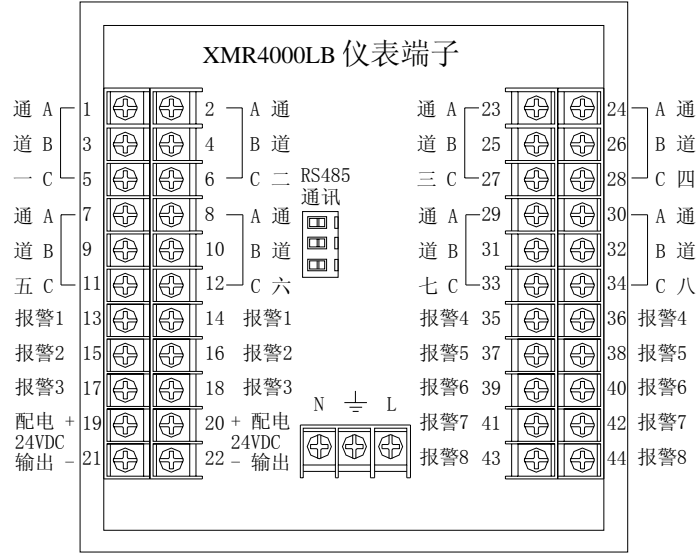 XMR4000LB 仪表端子
通 A 1 2 A 通 通 A 23 24 A 通
道 B 3 4 B 道 道 B 25 26 B 道
一 C 5 6 C 二 三 C 27 28 C 四
RS485
通讯
通 A 7 8 A 通 通 A 29 30 A 通
道 B 9 10 B 道 道 B 31 32 B 道
五 C 11 12 C 六 七 C 33 34 C 八
报警1 13 14 报警1 报警4 35 36 报警4
报警2 15 16 报警2 报警5 37 38 报警5
报警3 17 18 报警3 报警6 39 40 报警6
N L
配电 + 19 20 + 配电 报警7 41 42 报警7
24VDC 24VDC
输出 - 21 22 - 输出 报警8 43 44 报警8